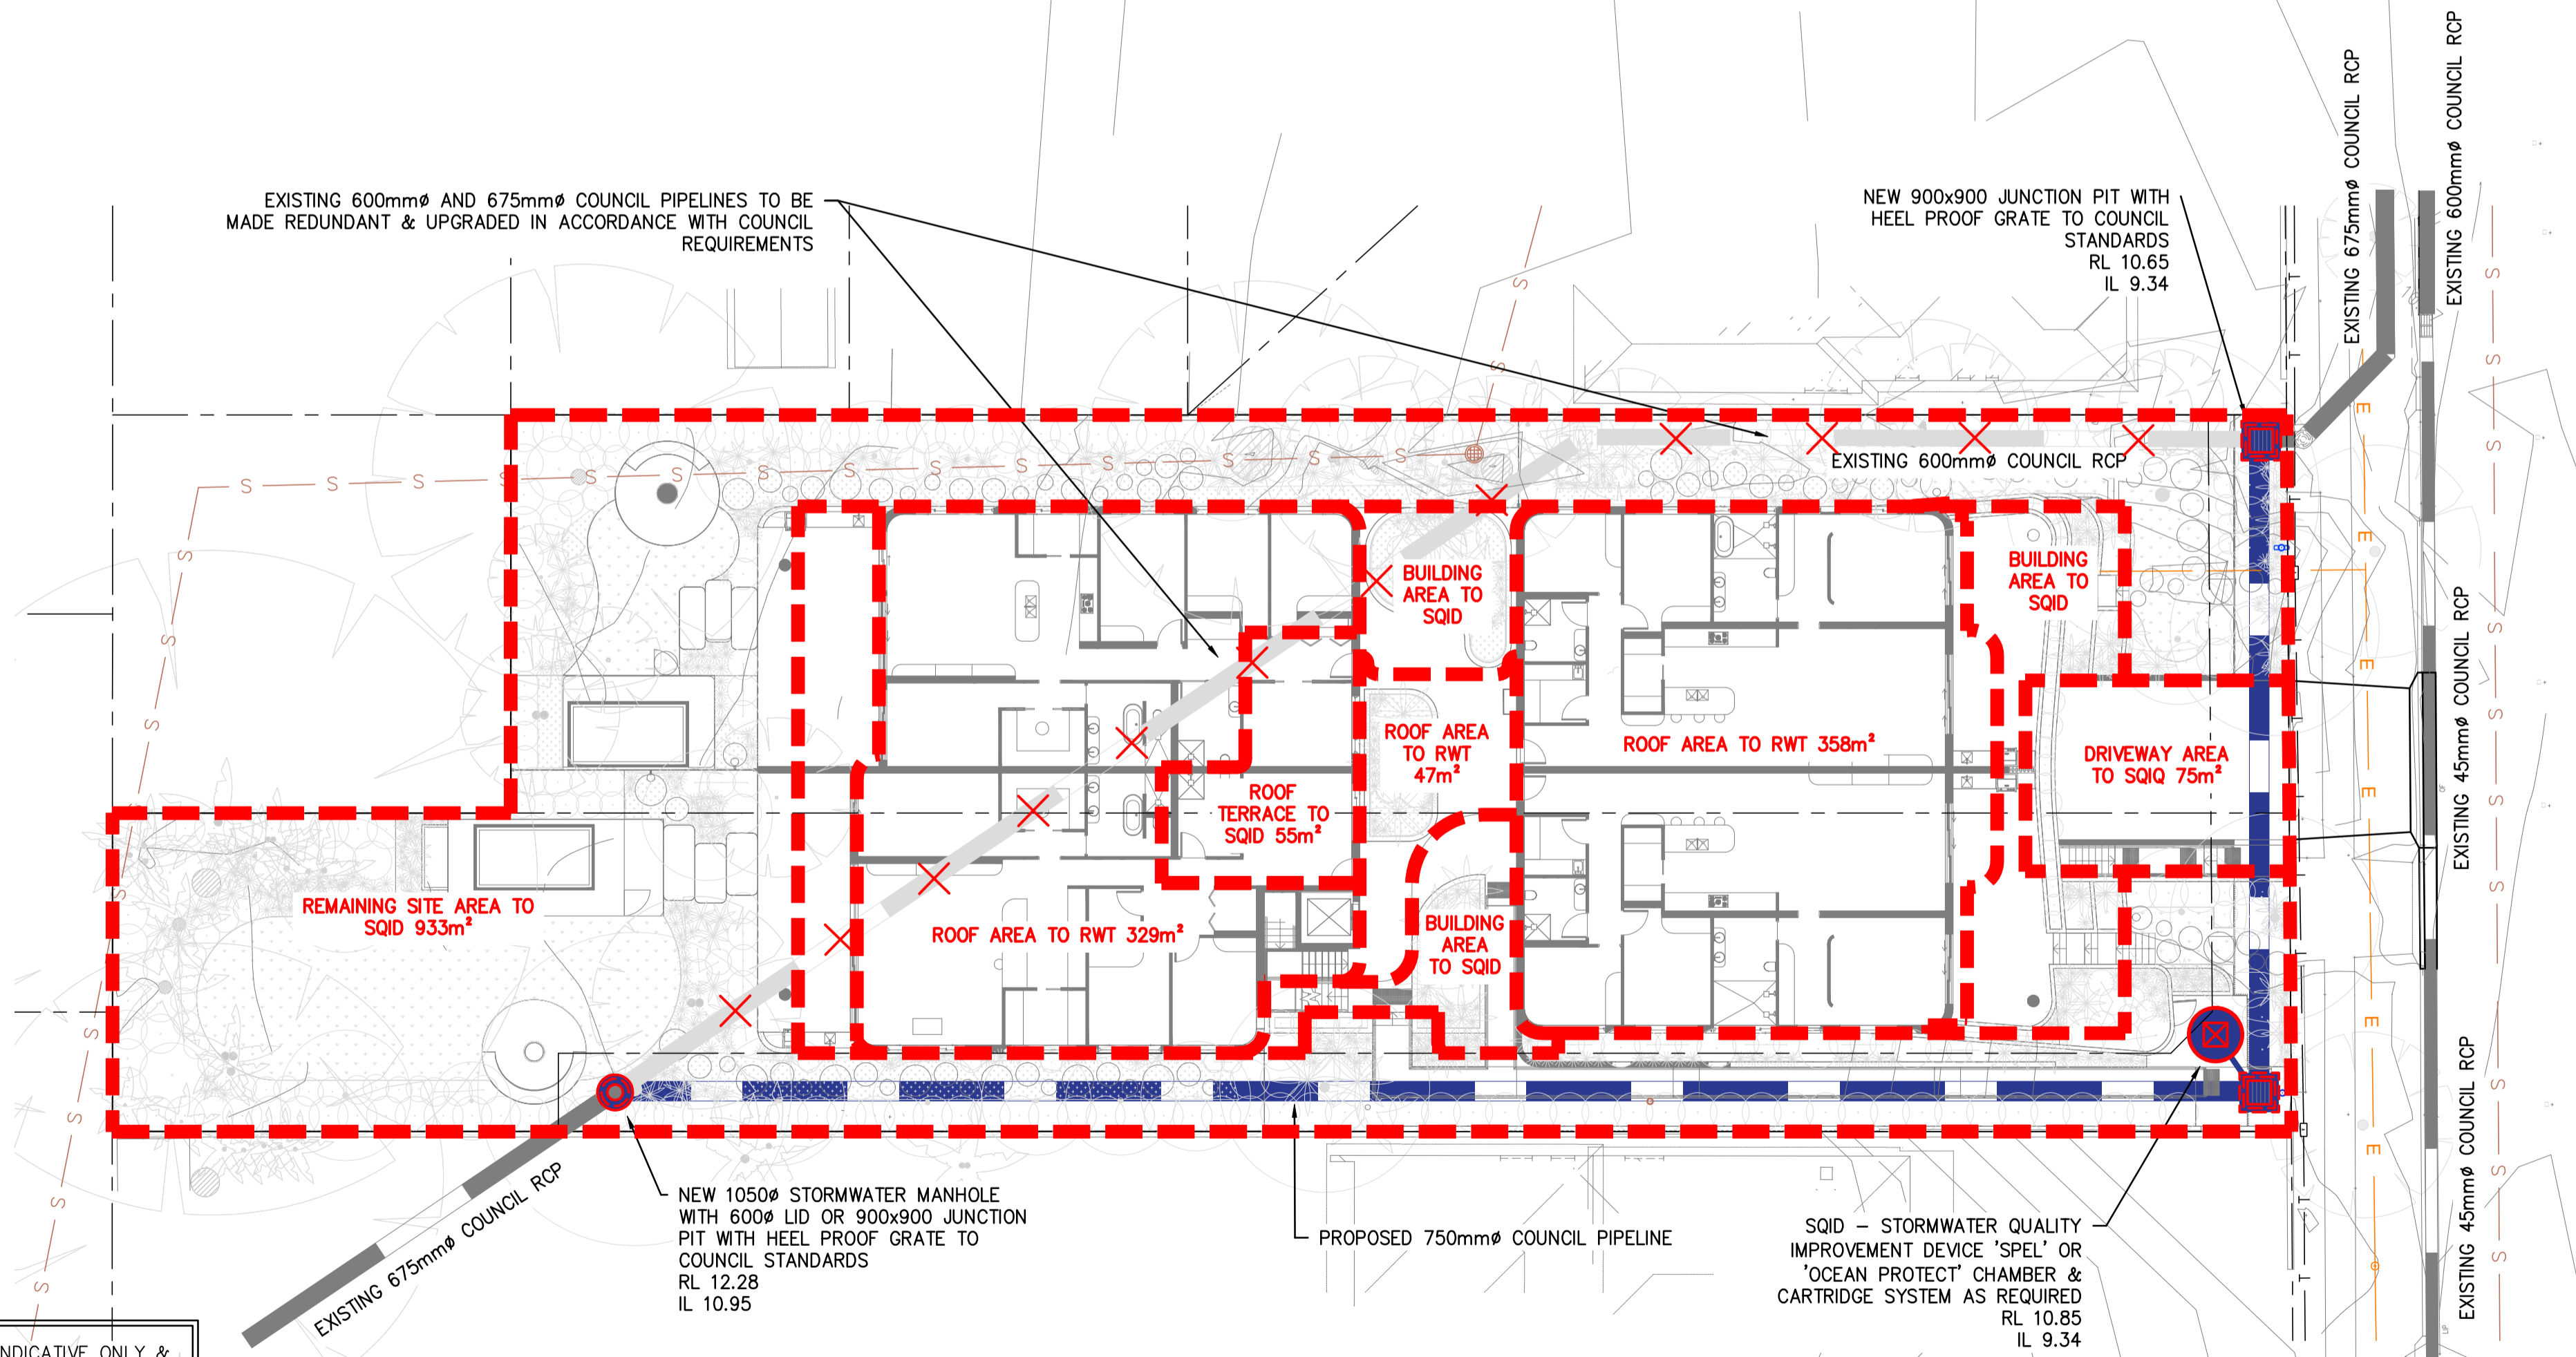 EXISTING 600mmø AND 675mmø COUNCIL PIPELINES TO BE
MADE REDUNDANT & UPGRADED IN ACCORDANCE WITH COUNCIL
REQUIREMENTS
NEW 900x900 JUNCTION PIT WITH
HEEL PROOF GRATE TO COUNCIL
STANDARDS
RL 10.65
IL 9.34
EXISTING 675mmø COUNCIL RCP
EXISTING 600mmø COUNCIL RCP
EXISTING 600mmø COUNCIL RCP
BUILDING
AREA TO
SQID
BUILDING
AREA TO
SQID
ROOF AREA
TO RWT
47m²
ROOF AREA TO RWT 358m²
DRIVEWAY AREA
TO SQIQ 75m²
ROOF
TERRACE TO
SQID 55m²
REMAINING SITE AREA TO
SQID 933m²
ROOF AREA TO RWT 329m²
BUILDING
AREA
TO SQID
EXISTING 45mmø COUNCIL RCP
EXISTING 45mmø COUNCIL RCP
EXISTING 675mmø COUNCIL RCP
NEW 1050ø STORMWATER MANHOLE
WITH 600ø LID OR 900x900 JUNCTION
PIT WITH HEEL PROOF GRATE TO
COUNCIL STANDARDS
RL 12.28
IL 10.95
PROPOSED 750mmø COUNCIL PIPELINE
SQID – STORMWATER QUALITY
IMPROVEMENT DEVICE 'SPEL' OR
'OCEAN PROTECT' CHAMBER &
CARTRIDGE SYSTEM AS REQUIRED
RL 10.85
IL 9.34
NDICATIVE ONLY &